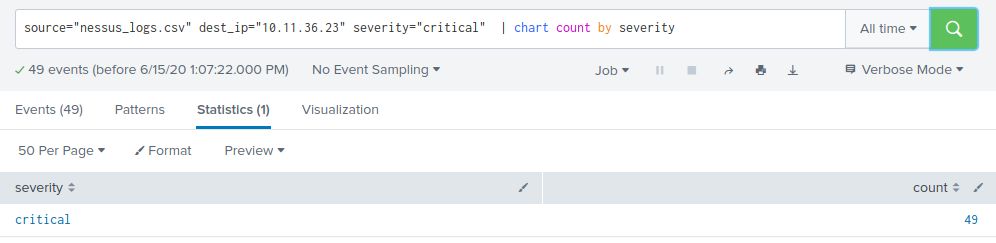 source="nessus_logs.csv" dest_ip="10.11.36.23" severity="critical"  | chart count by severity All time
49 events (before 6/15/20 1:07:22.000 PM) No Event Sampling Job Verbose Mode
Events (49) Patterns Statistics (1) Visualization
50 Per Page Format Preview
severity count
critical 49